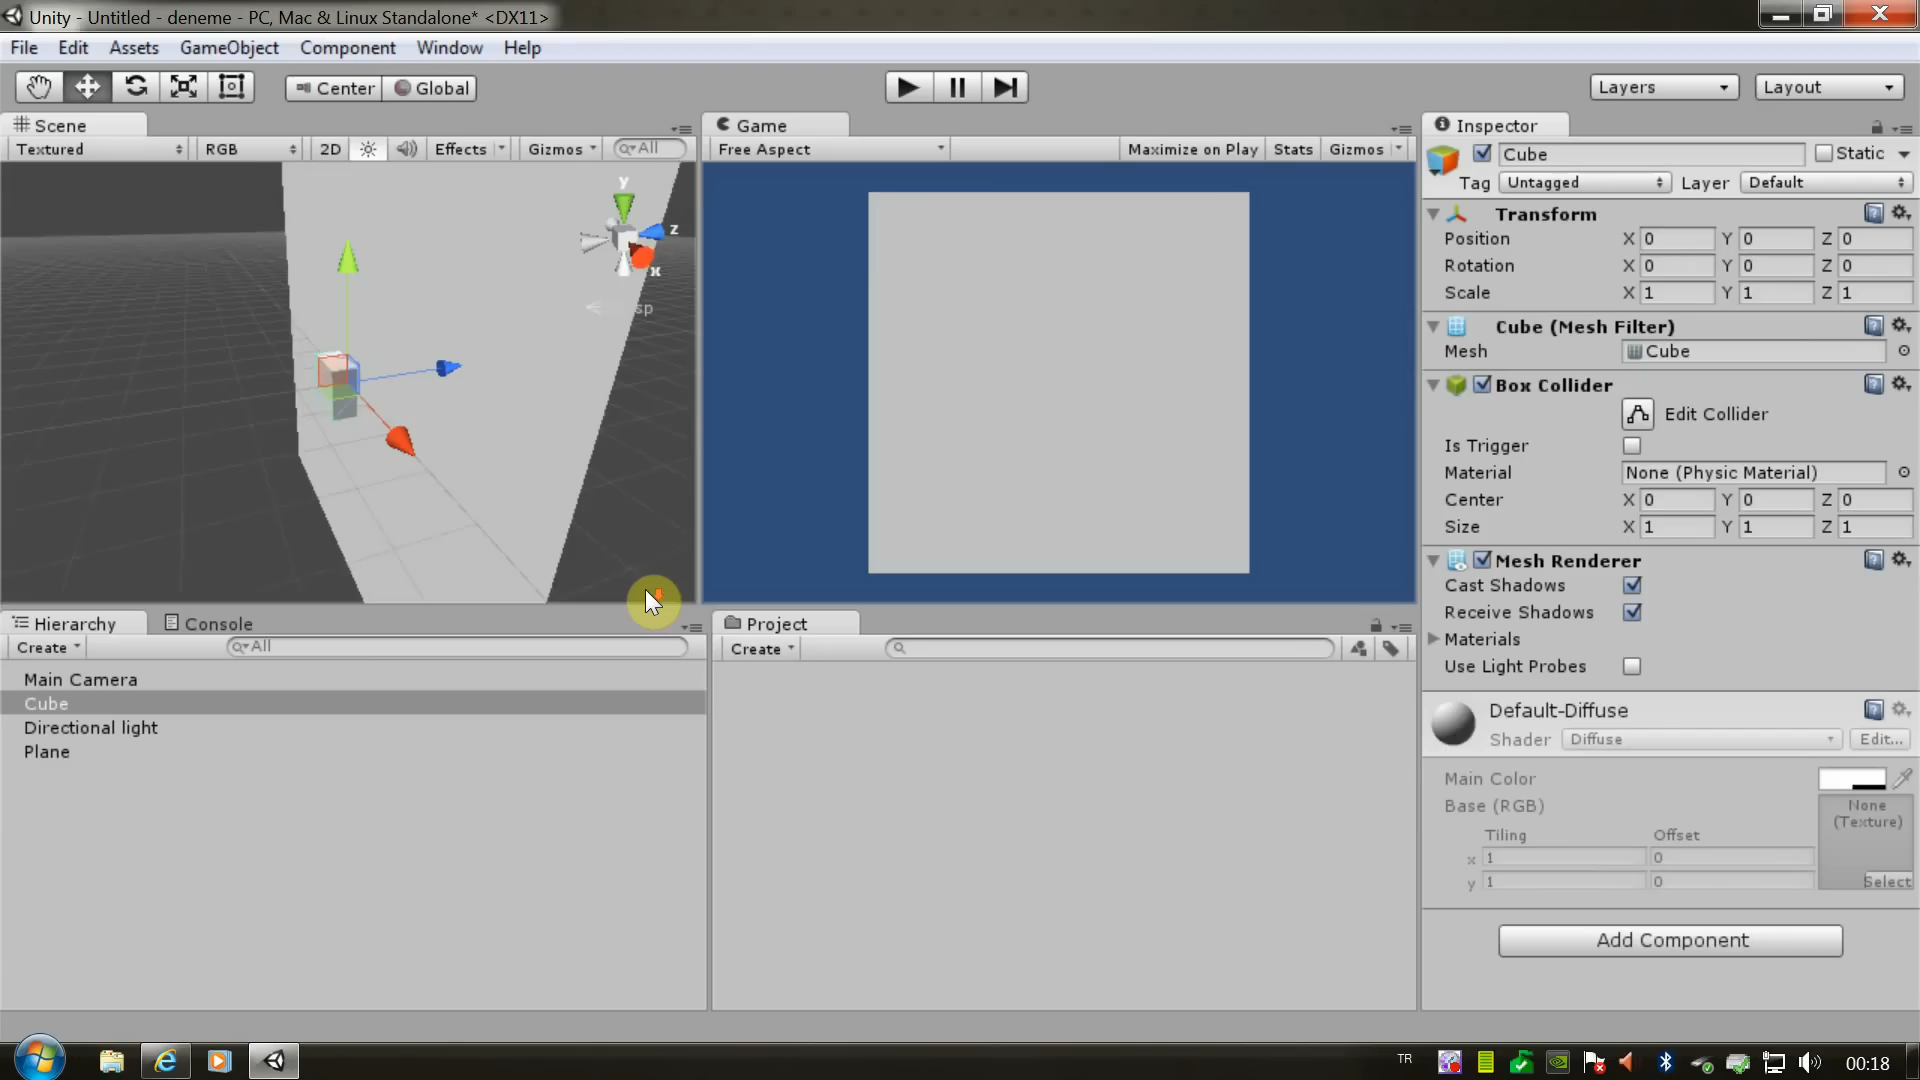 Unity - Untitled - deneme - PC, Mac & Linux Standalone* <DX11>
File Edit Assets GameObject Component Window Help
Center Global Layers Layout
Scene
Textured RGB 2D Effects Gizmos All
y
z
x
Game
Free Aspect Maximize on Play Stats Gizmos
Inspector
Cube Static
Tag Untagged Layer Default
Transform
Position X 0 Y 0 Z 0
Rotation X 0 Y 0 Z 0
Scale X 1 Y 1 Z 1
Cube (Mesh Filter)
Mesh Cube
Box Collider
Edit Collider
Is Trigger
Material None (Physic Material)
Center X 0 Y 0 Z 0
Size X 1 Y 1 Z 1
Mesh Renderer
Cast Shadows
Receive Shadows
Materials
Use Light Probes
Default-Diffuse
Shader Diffuse Edit...
Main Color
Base (RGB)
None
(Texture)
Tiling Offset
x 1 0
y 1 0
Select
Add Component
Hierarchy Console
Create All
Main Camera
Cube
Directional light
Plane
Project
Create
TR 00:18